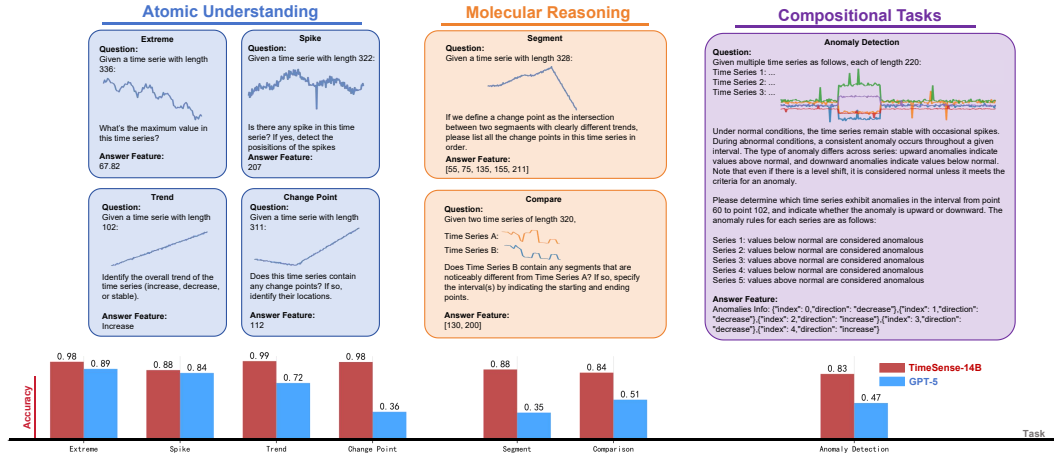 Atomic Understanding
Extreme
Question:
Given a time serie with length
336:
What's the maximum value in
this time series?
Answer Feature:
67.82
Spike
Question:
Given a time serie with length 322:
Is there any spike in this time
serie? If yes, detect the
posisitions of the spikes
Answer Feature:
207
Trend
Question:
Given a time serie with length
102:
Identify the overall trend of the
time series (increase, decrease,
or stable).
Answer Feature:
Increase
Change Point
Question:
Given a time serie with length
311:
Does this time series contain
any change points? If so,
identify their locations.
Answer Feature:
112
Molecular Reasoning
Segment
Question:
Given a time serie with length 328:
If we define a change point as the intersection
between two segments with clearly different trends,
please list all the change points in this time series in
order.
Answer Feature:
[55, 75, 135, 155, 211]
Compare
Question:
Given two time series of length 320,
Time Series A:
Time Series B:
Does Time Series B contain any segments that are
noticeably different from Time Series A? If so, specify
the interval(s) by indicating the starting and ending
points.
Answer Feature:
[130, 200]
Compositional Tasks
Anomaly Detection
Question:
Given multiple time series as follows, each of length 220:
Time Series 1: ...
Time Series 2: ...
Time Series 3: ...
Under normal conditions, the time series remain stable with occasional spikes.
During abnormal conditions, a consistent anomaly occurs throughout a given
interval. The type of anomaly differs across series: upward anomalies indicate
values above normal, and downward anomalies indicate values below normal.
Note that even if there is a level shift, it is considered normal unless it meets the
criteria for an anomaly.
Please determine which time series exhibit anomalies in the interval from point
60 to point 102, and indicate whether the anomaly is upward or downward. The
anomaly rules for each series are as follows:
Series 1: values below normal are considered anomalous
Series 2: values below normal are considered anomalous
Series 3: values above normal are considered anomalous
Series 4: values below normal are considered anomalous
Series 5: values above normal are considered anomalous
Answer Feature:
Anomalies Info: {"index": 0,"direction": "decrease"},{"index": 1,"direction":
"decrease"},{"index": 2,"direction": "increase"},{"index": 3,"direction":
"decrease"},{"index": 4,"direction": "increase"}
Accuracy
0.98
0.89
0.88
0.84
0.99
0.72
0.98
0.36
0.88
0.35
0.84
0.51
0.83
0.47
TimeSense-14B
GPT-5
Task
Extreme
Spike
Trend
Change Point
Segment
Comparison
Anomaly Detection